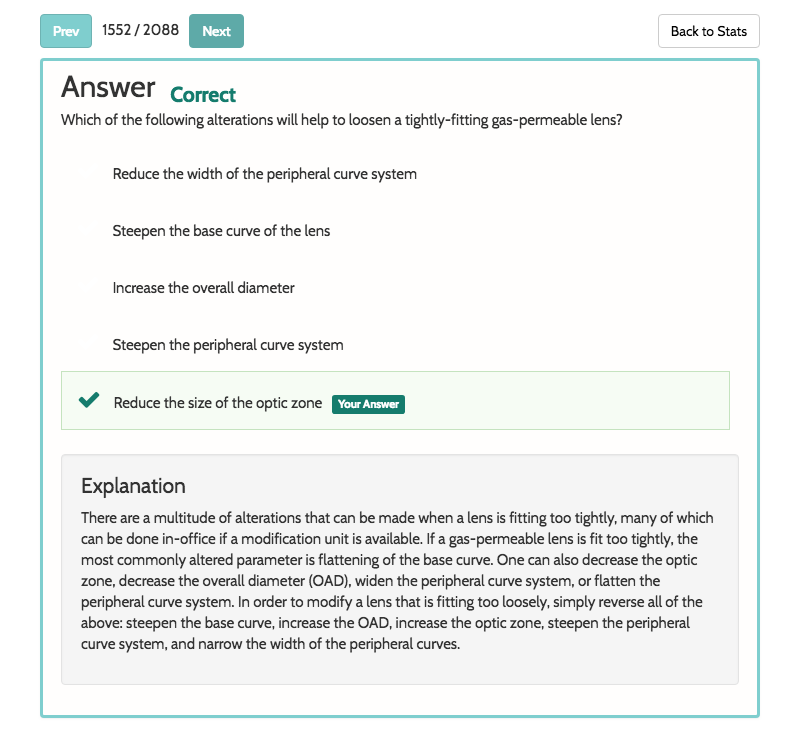 Prev 1552 / 2088 Next Back to Stats
Answer Correct
Which of the following alterations will help to loosen a tightly-fitting gas-permeable lens?
Reduce the width of the peripheral curve system
Steepen the base curve of the lens
Increase the overall diameter
Steepen the peripheral curve system
Reduce the size of the optic zone Your Answer
Explanation
There are a multitude of alterations that can be made when a lens is fitting too tightly, many of which
can be done in-office if a modification unit is available. If a gas-permeable lens is fit too tightly, the
most commonly altered parameter is flattening of the base curve. One can also decrease the optic
zone, decrease the overall diameter (OAD), widen the peripheral curve system, or flatten the
peripheral curve system. In order to modify a lens that is fitting too loosely, simply reverse all of the
above: steepen the base curve, increase the OAD, increase the optic zone, steepen the peripheral
curve system, and narrow the width of the peripheral curves.